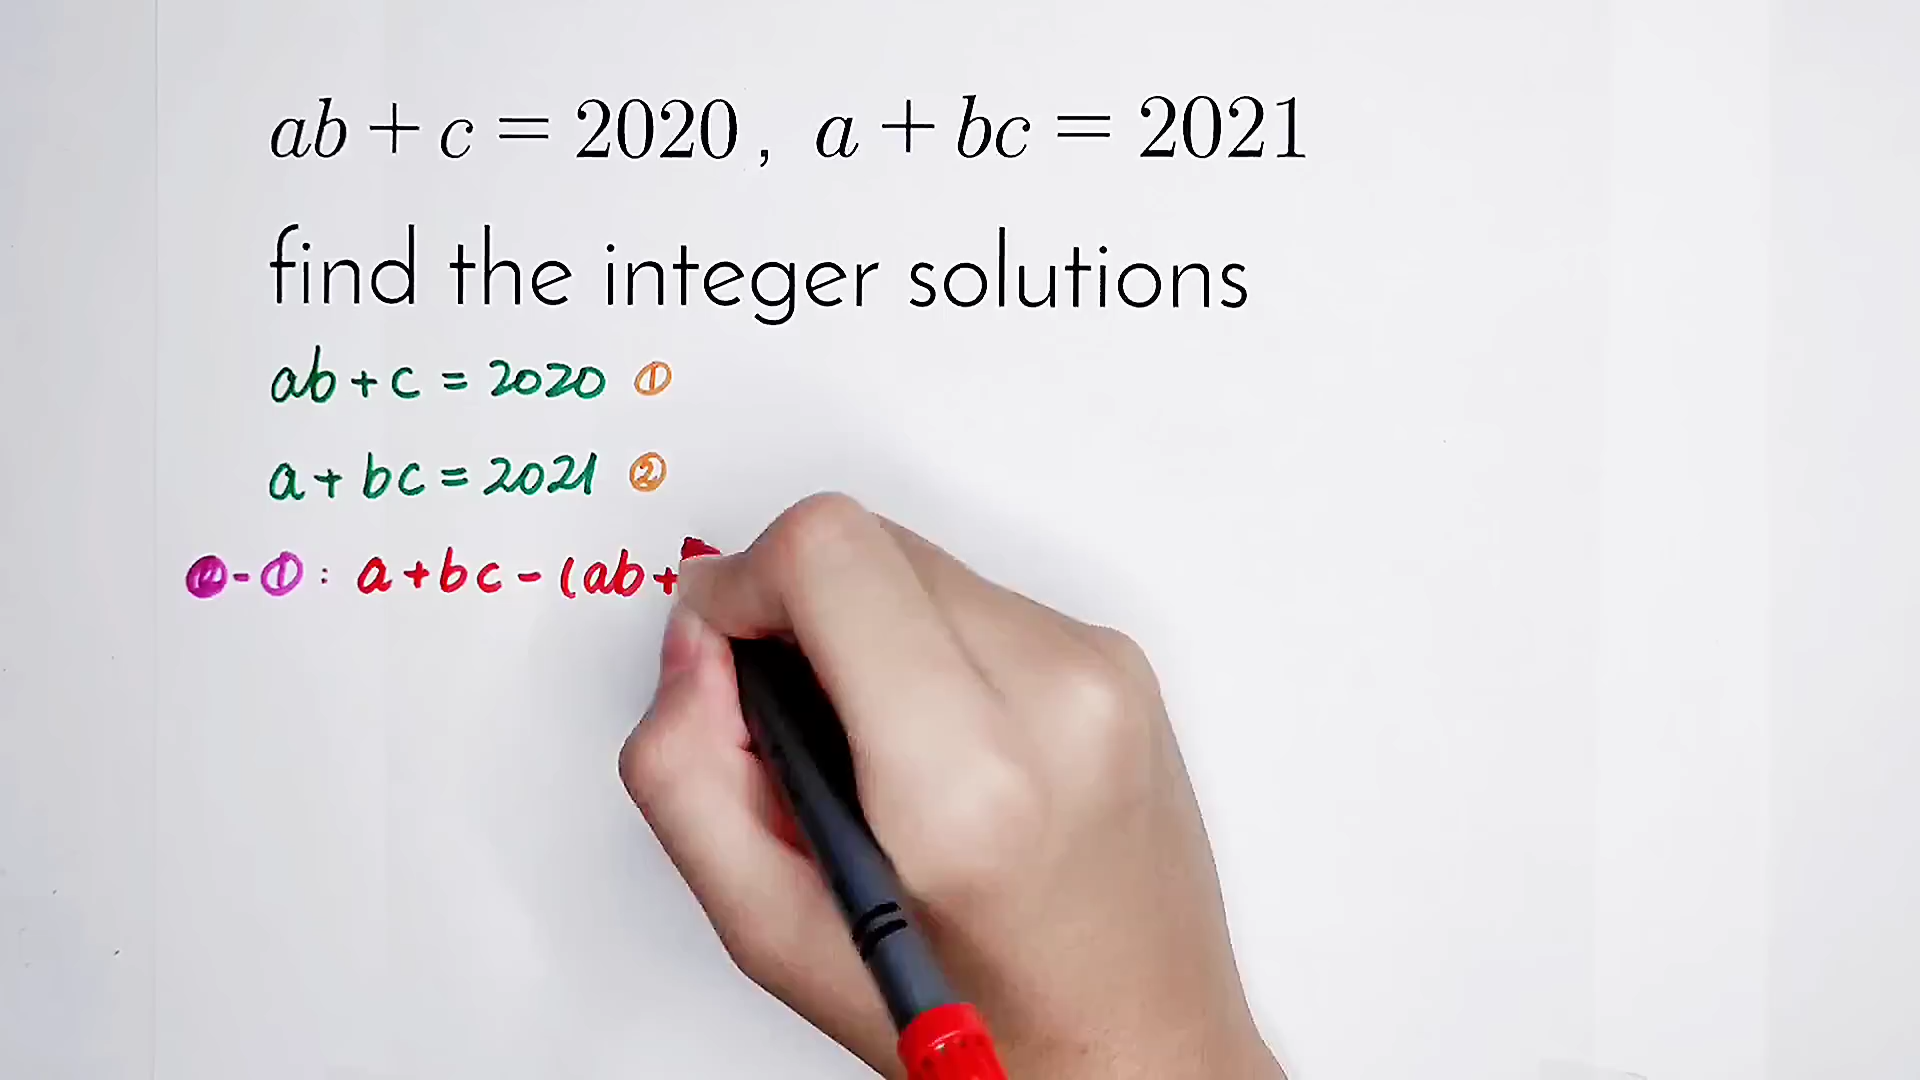 ab + c = 2020, a + bc = 2021
find the integer solutions
ab + c = 2020 ①
a + bc = 2021 ②
② - ① : a + bc - (ab +